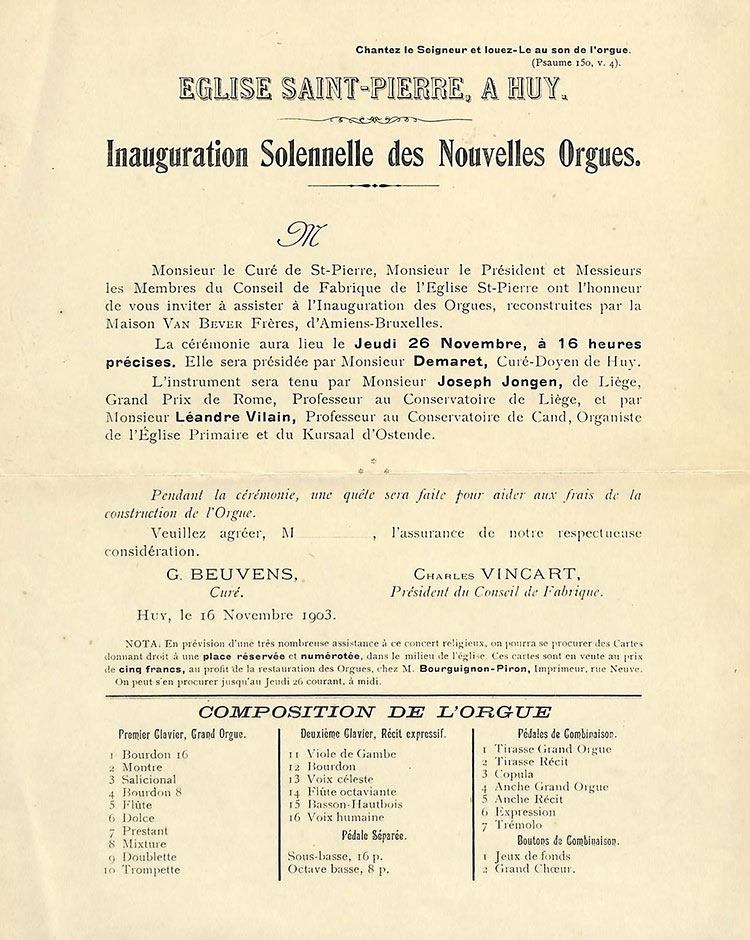 Chantez le Seigneur et louez-Le au son de l'orgue.
(Psaume 150, v. 4).
EGLISE SAINT-PIERRE, A HUY.
Inauguration Solennelle des Nouvelles Orgues.
M
Monsieur le Curé de St-Pierre, Monsieur le Président et Messieurs
les Membres du Conseil de Fabrique de l'Eglise St-Pierre ont l'honneur
de vous inviter à assister à l'Inauguration des Orgues, reconstruites par la
Maison VAN BEVER Frères, d'Amiens-Bruxelles.
La cérémonie aura lieu le Jeudi 26 Novembre, à 16 heures
précises. Elle sera présidée par Monsieur Demaret, Curé-Doyen de Huy.
L'instrument sera tenu par Monsieur Joseph Jongen, de Liège,
Grand Prix de Rome, Professeur au Conservatoire de Liège, et par
Monsieur Léandre Vilain, Professeur au Conservatoire de Cand, Organiste
de l'Église Primaire et du Kursaal d'Ostende.
* * *
Pendant la cérémonie, une quête sera faite pour aider aux frais de la
construction de l'Orgue.
Veuillez agréer, M , l'assurance de notre respectueuse
considération.
G. BEUVENS,
Curé.
CHARLES VINCART,
Président du Conseil de Fabrique.
HUY, le 16 Novembre 1903.
NOTA. En prévision d'une très nombreuse assistance à ce concert religieux, on pourra se procurer des Cartes
donnant droit à une place réservée et numérotée, dans le milieu de l'église. Ces cartes sont en vente au prix
de cinq francs, au profit de la restauration des Orgues, chez M. Bourguignon-Piron, Imprimeur, rue Neuve.
On peut s'en procurer jusqu'au Jeudi 26 courant, à midi.
COMPOSITION DE L'ORGUE
Premier Clavier, Grand Orgue.
1 Bourdon 16
2 Montre
3 Salicional
4 Bourdon 8
5 Flûte
6 Dolce
7 Prestant
8 Mixture
9 Doublette
10 Trompette
Deuxième Clavier, Récit expressif.
11 Viole de Gambe
12 Bourdon
13 Voix céleste
14 Flûte octaviante
15 Basson-Hautbois
16 Voix humaine
Pédale Séparée.
Sous-basse, 16 p.
Octave basse, 8 p.
Pédales de Combinaison.
1 Tirasse Grand Orgue
2 Tirasse Récit
3 Copula
4 Anche Grand Orgue
5 Anche Récit
6 Expression
7 Trémolo
Boutons de Combinaison.
1 Jeux de fonds
2 Grand Chœur.